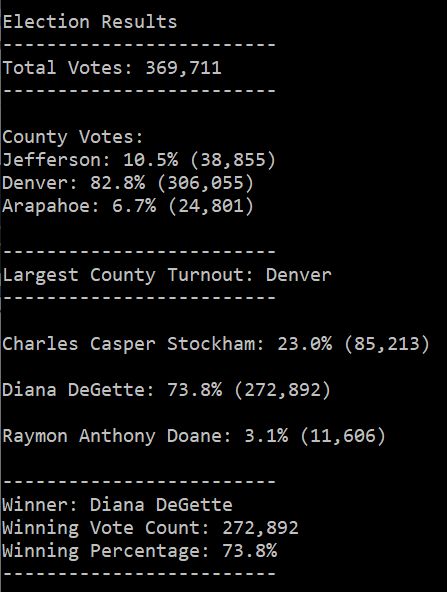 Election Results
-------------------------
Total Votes: 369,711
-------------------------
County Votes:
Jefferson: 10.5% (38,855)
Denver: 82.8% (306,055)
Arapahoe: 6.7% (24,801)
-------------------------
Largest County Turnout: Denver
-------------------------
Charles Casper Stockham: 23.0% (85,213)
Diana DeGette: 73.8% (272,892)
Raymon Anthony Doane: 3.1% (11,606)
-------------------------
Winner: Diana DeGette
Winning Vote Count: 272,892
Winning Percentage: 73.8%
-------------------------